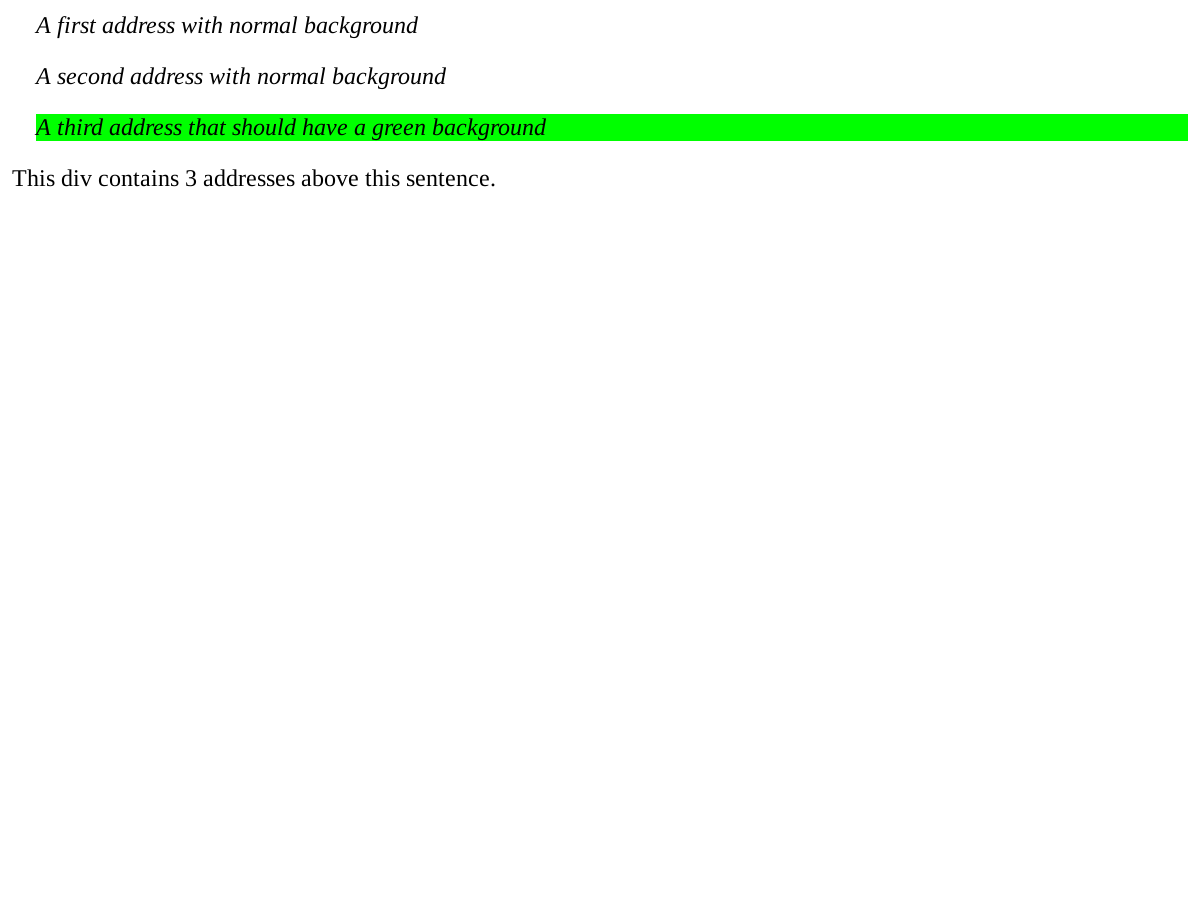 A first address with normal background
A second address with normal background
A third address that should have a green background
This div contains 3 addresses above this sentence.